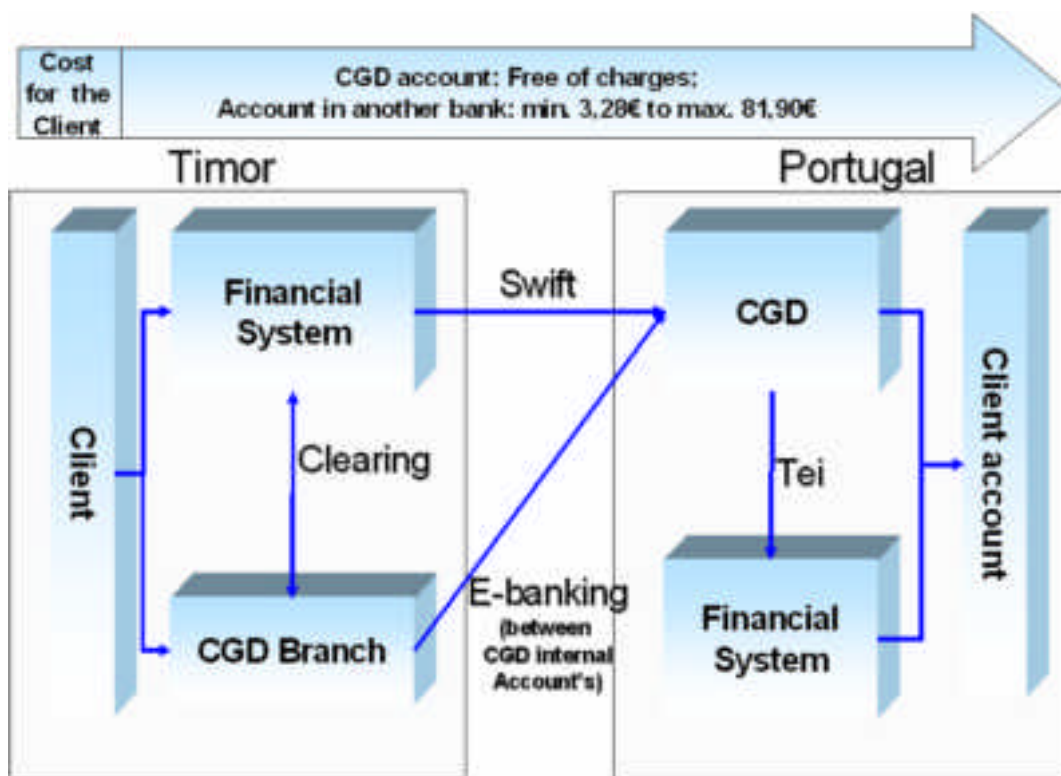 Cost
for the
Client
CGD account: Free of charges;
Account in another bank: min. 3,28€ to max. 81,90€
Timor
Portugal
Client
Financial
System
Swift
CGD
Clearing
Tei
Client account
CGD Branch
E-banking
(between
CGD internal
Account's)
Financial
System